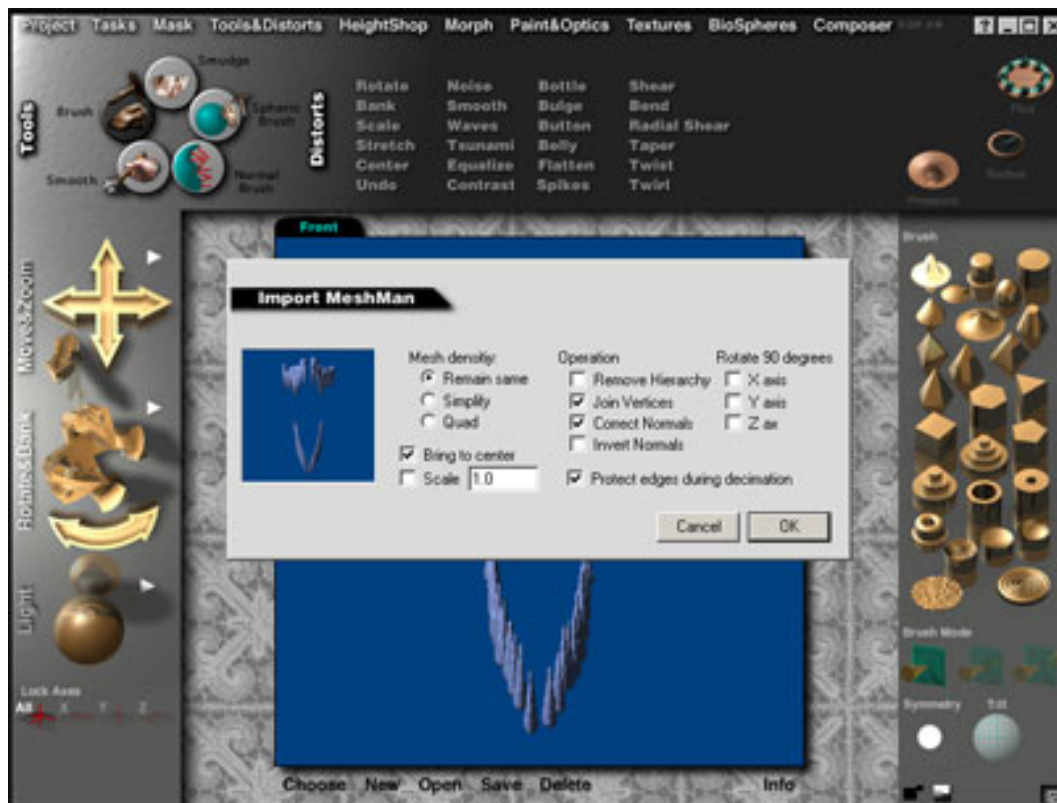 Project Tasks Mask Tools&Distorts HeightShop Morph Paint&Optics Textures BioSpheres Composer
Tools
Smudge
Brush
Spheric Brush
Smooth
Normal Brush
Distorts
Rotate Noise Bottle Shear
Bank Smooth Bulge Bend
Scale Waves Button Radial Shear
Stretch Tsunami Belly Taper
Center Equalize Flatten Twist
Undo Contrast Spikes Twirl
Pressure
Front
Brush
Move&Zoom
Import MeshMan
Mesh densitiy: Operation Rotate 90 degrees
Remain same Remove Hierarchy X axis
Simplify Join Vertices Y axis
Quad Correct Normals Z ax
Invert Normals
Bring to center
Scale 1.0 Protect edges during decimation
Cancel OK
Rotate&Bank
Light
Brush Mode
Lock Axes
All X Y Z
Symmetry Tilt
Choose New Open Save Delete Info